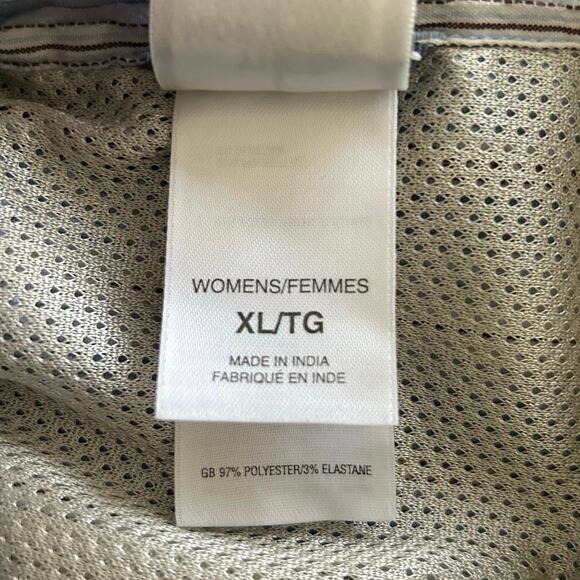 WOMENS/FEMMES
XL/TG
MADE IN INDIA
FABRIQUÉ EN INDE
GB 97% POLYESTER/3% ELASTANE